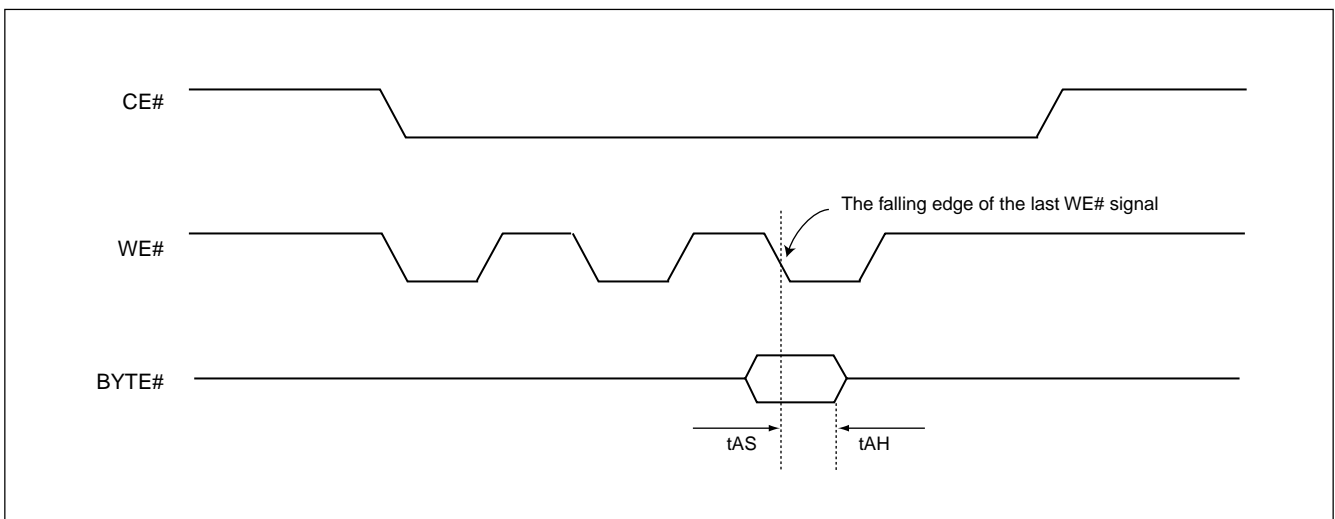 CE#
The falling edge of the last WE# signal
WE#
BYTE#
tAS
tAH